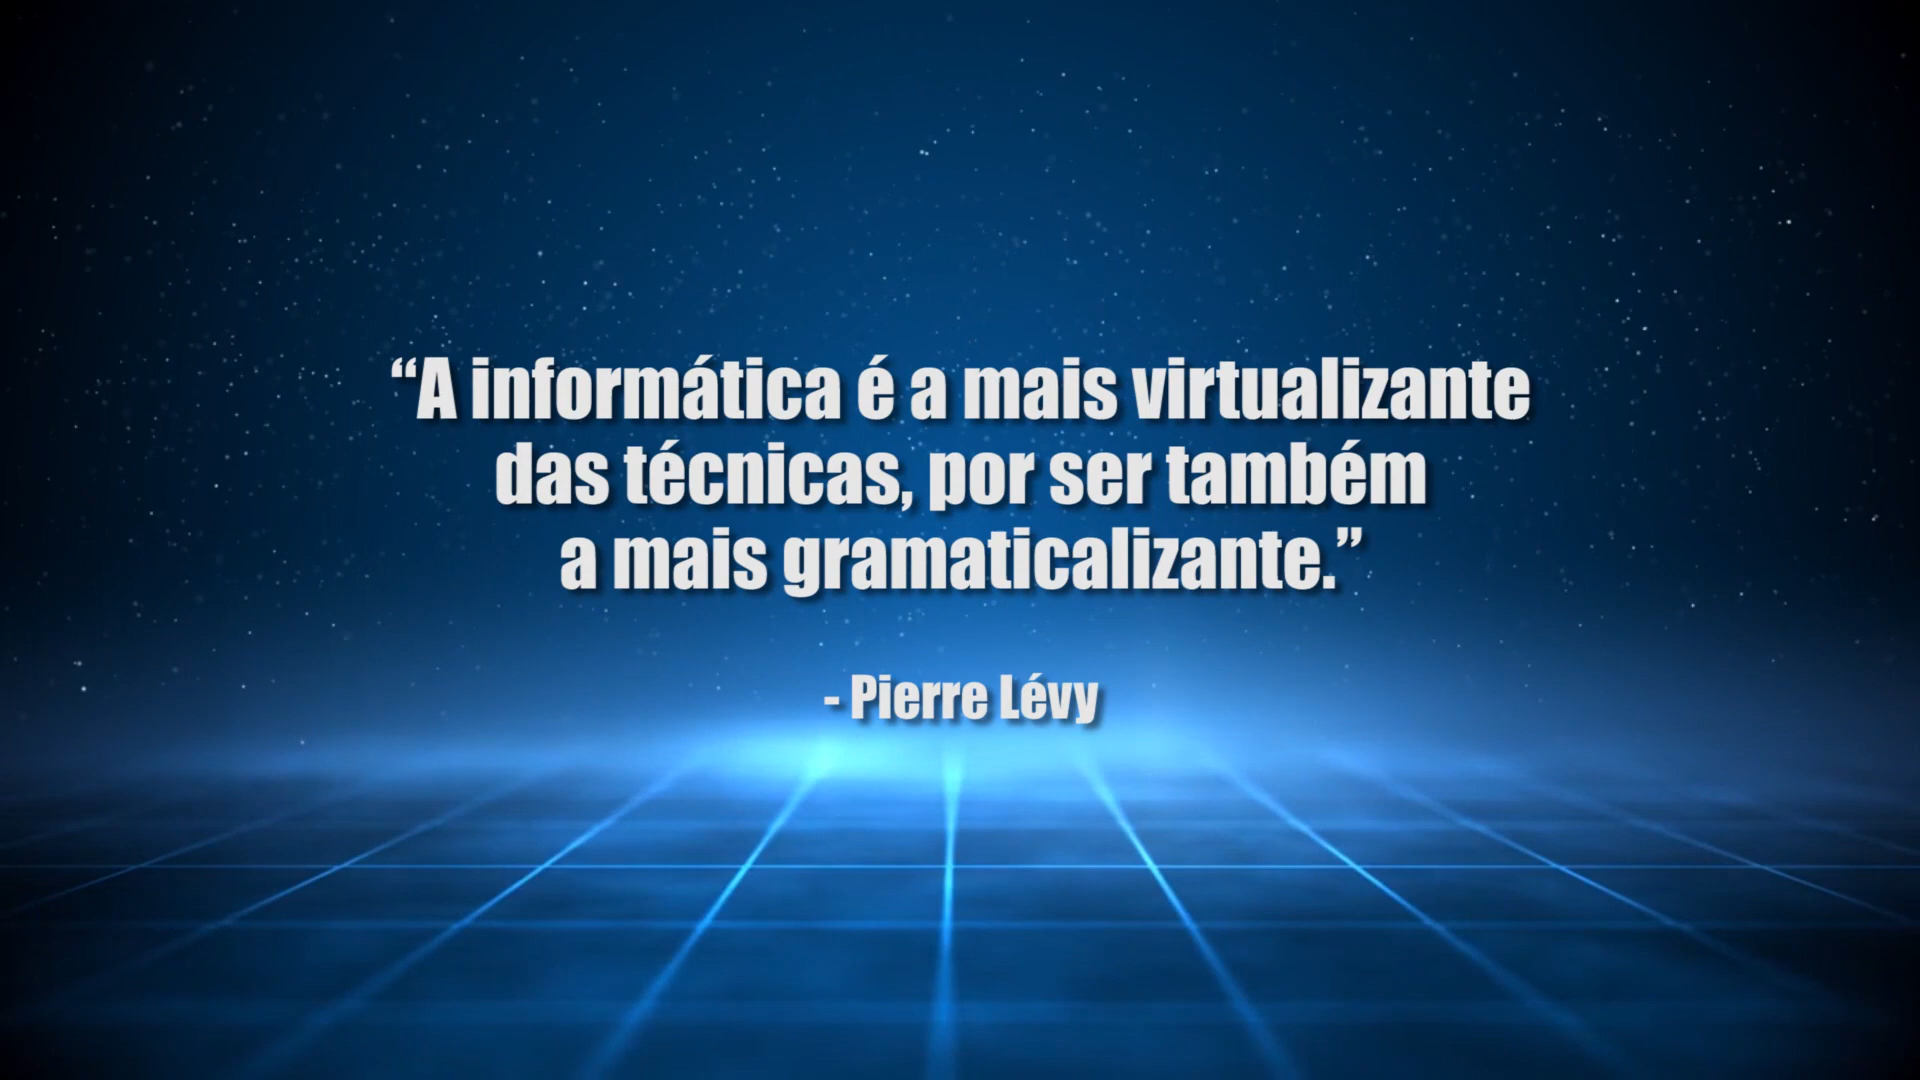 “A informática é a mais virtualizante
das técnicas, por ser também
a mais gramaticalizante.”
- Pierre Lévy